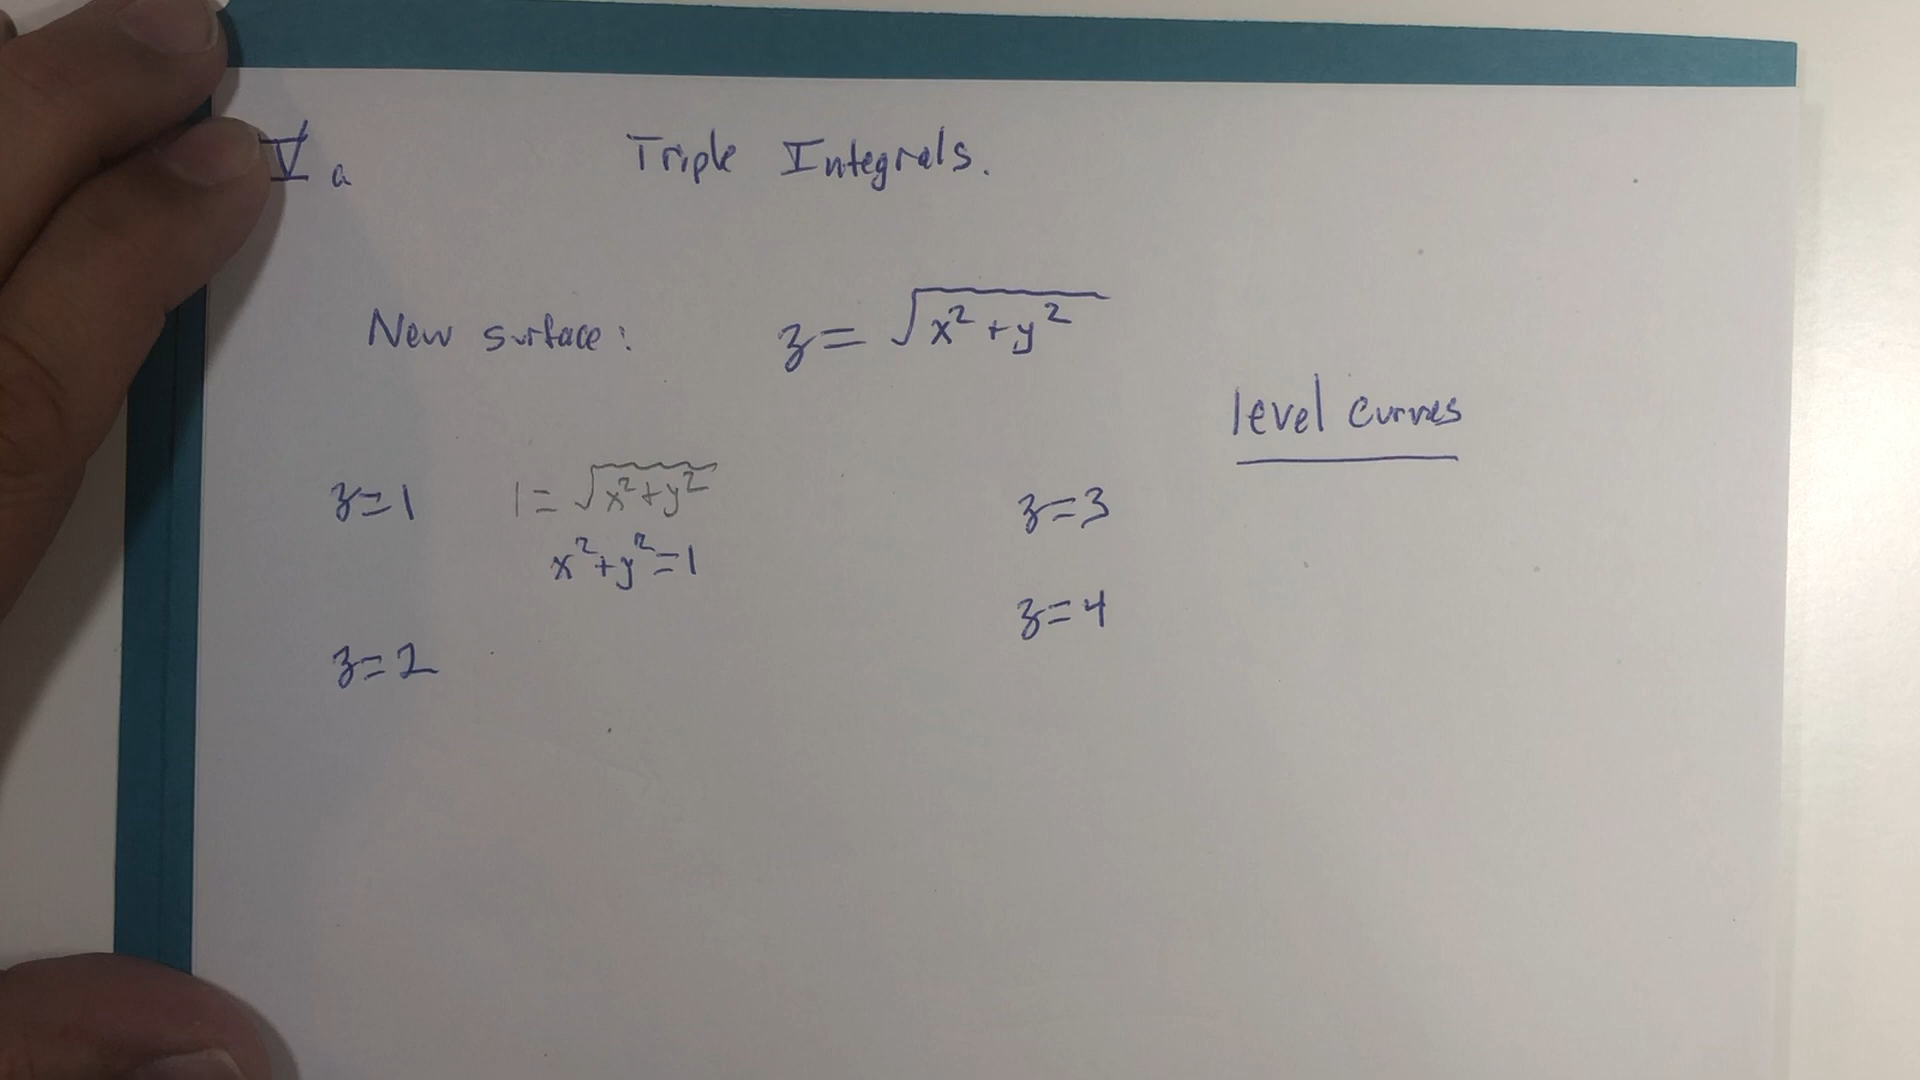 V a Triple Integrals.
New surface: z = √(x² + y²)
level curves
z=1 1 = √(x²+y²) z=3
x²+y²=1
z=4
z=2